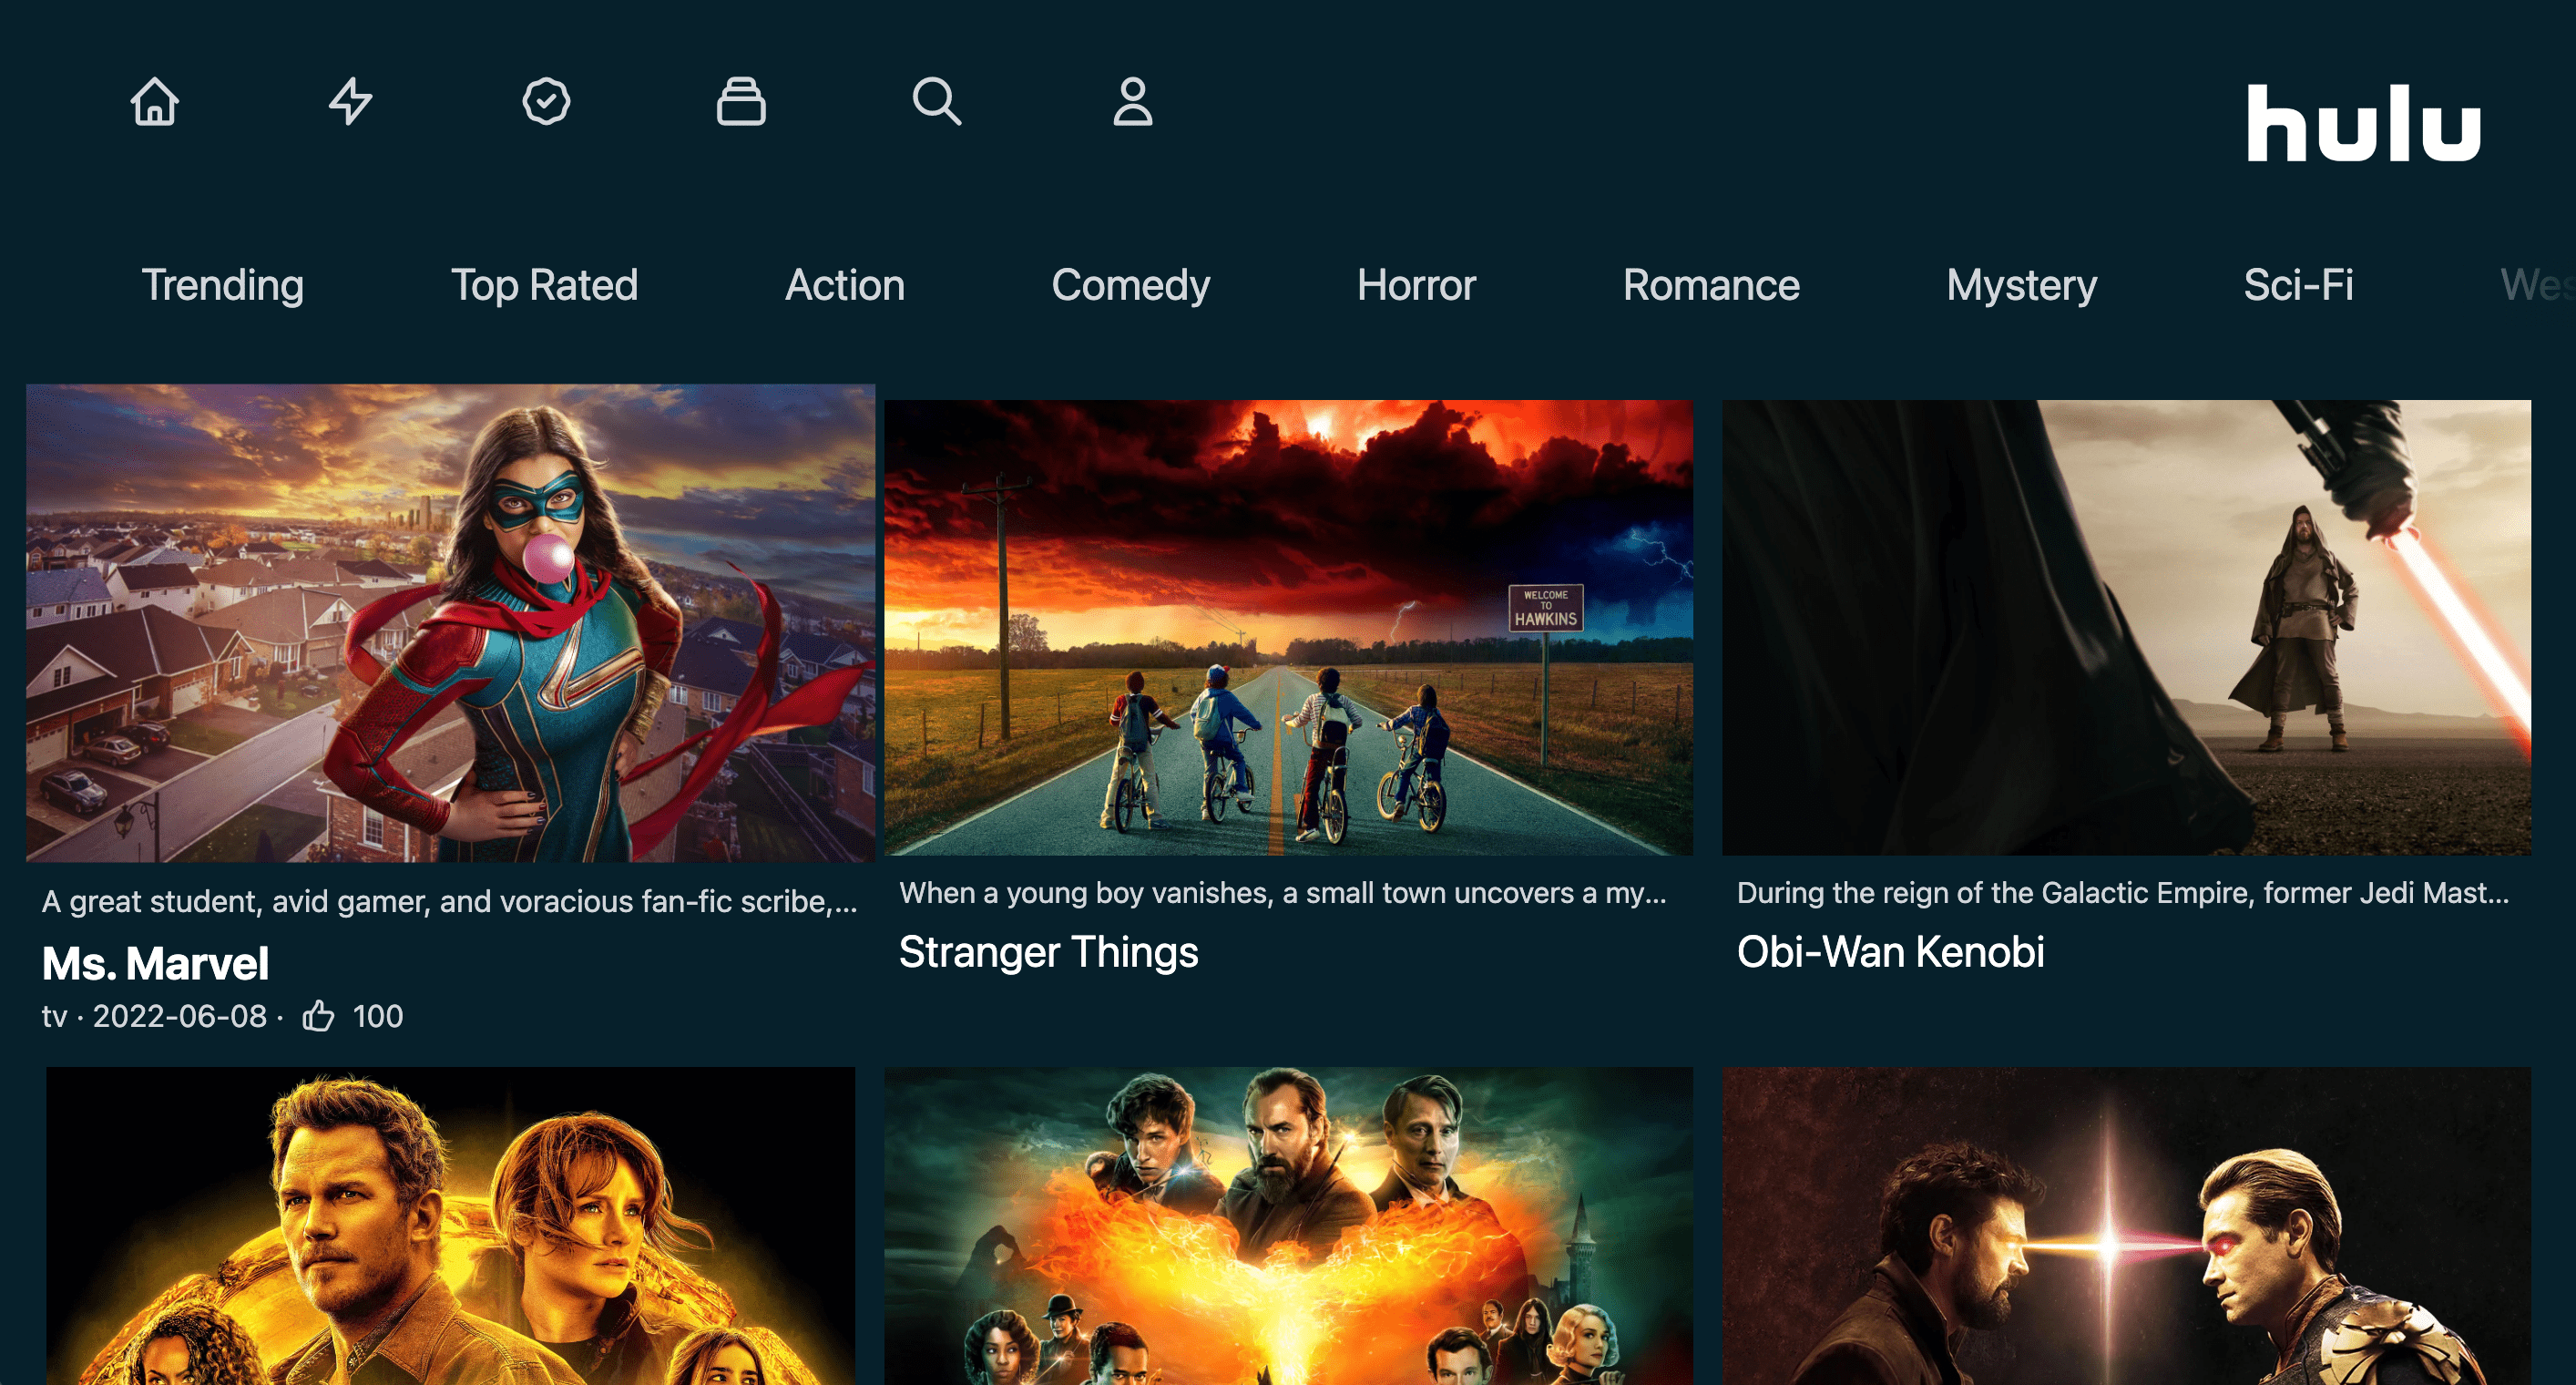 hulu
Trending
Top Rated
Action
Comedy
Horror
Romance
Mystery
Sci-Fi
Wes
WELCOME
TO
HAWKINS
A great student, avid gamer, and voracious fan-fic scribe,...
Ms. Marvel
tv · 2022-06-08 · 100
When a young boy vanishes, a small town uncovers a my...
Stranger Things
During the reign of the Galactic Empire, former Jedi Mast...
Obi-Wan Kenobi